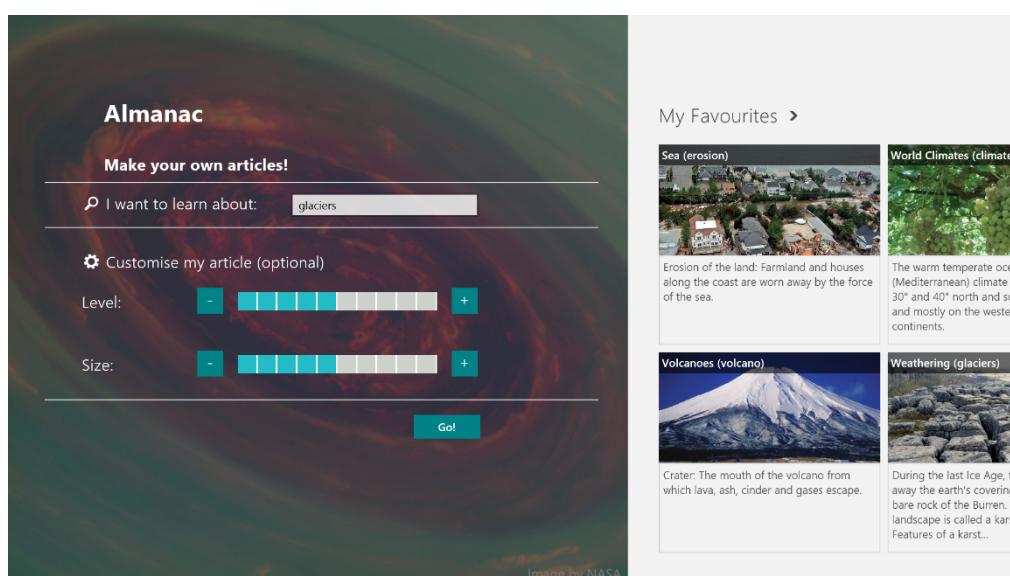 Almanac
Make your own articles!
I want to learn about:
glaciers
Customise my article (optional)
Level:
-
+
Size:
-
+
Go!
Image by NASA
My Favourites >
Sea (erosion)
Erosion of the land: Farmland and houses
along the coast are worn away by the force
of the sea.
World Climates (climate
The warm temperate oce
(Mediterranean) climate
30° and 40° north and so
and mostly on the weste
continents.
Volcanoes (volcano)
Crater: The mouth of the volcano from
which lava, ash, cinder and gases escape.
Weathering (glaciers)
During the last Ice Age,
away the earth's covering
bare rock of the Burren.
landscape is called a kar
Features of a karst...